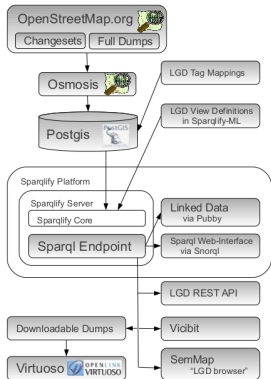 OpenStreetMap.org
Changesets
Full Dumps
Osmosis
LGD Tag Mappings
Postgis
PostGIS
LGD View Definitions
in Sparqlify-ML
Sparqlify Platform
Sparqlify Server
Sparqlify Core
Sparql Endpoint
Linked Data
via Pubby
Sparql Web-Interface
via Snorql
LGD REST API
Downloadable Dumps
Vicibit
Virtuoso
OPENLINK
VIRTUOSO
SemMap
"LGD browser"